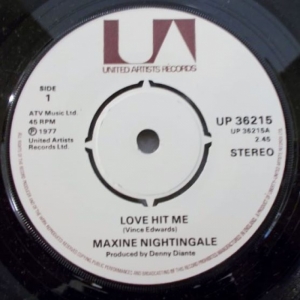 UA
UNITED ARTISTS RECORDS
SIDE
1
ATV Music Ltd.
45 RPM
℗ 1977
United Artists
Records Ltd.
UP 36215
UP 36215A
2.45
STEREO
LOVE HIT ME
(Vince Edwards)
MAXINE NIGHTINGALE
Produced by Denny Diante